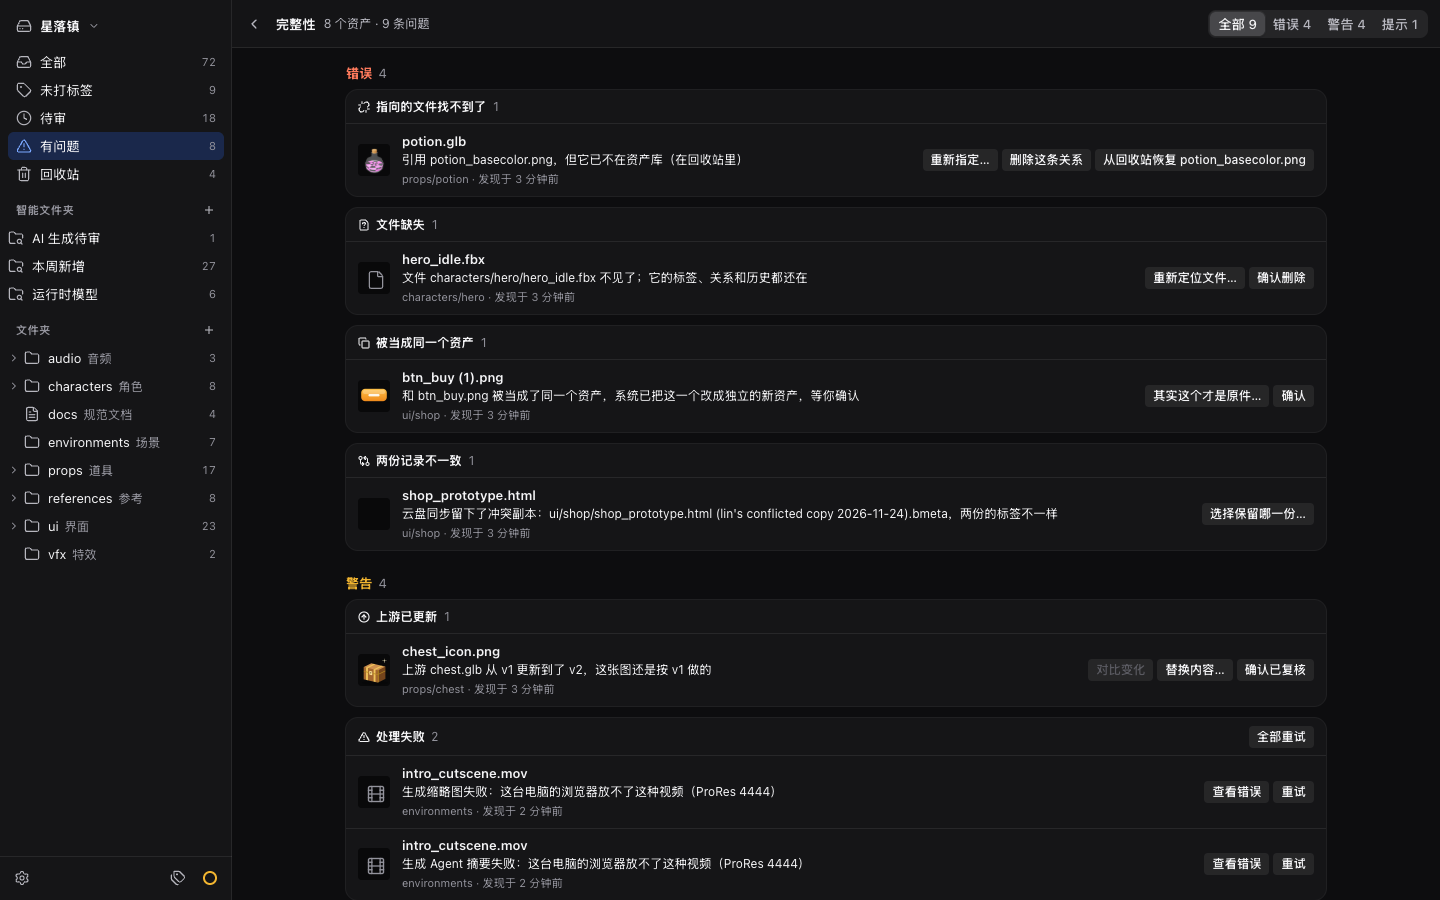 星落镇
全部 72
未打标签 9
待审 18
有问题 8
回收站 4
智能文件夹 +
AI 生成待审 1
本周新增 27
运行时模型 6
文件夹 +
audio 音频 3
characters 角色 8
docs 规范文档 4
environments 场景 7
props 道具 17
references 参考 8
ui 界面 23
vfx 特效 2
完整性 8 个资产 · 9 条问题
全部 9 错误 4 警告 4 提示 1
错误 4
指向的文件找不到了 1
potion.glb
引用 potion_basecolor.png，但它已不在资产库（在回收站里）
props/potion · 发现于 3 分钟前
重新指定... 删除这条关系 从回收站恢复 potion_basecolor.png
文件缺失 1
hero_idle.fbx
文件 characters/hero/hero_idle.fbx 不见了；它的标签、关系和历史都还在
characters/hero · 发现于 3 分钟前
重新定位文件... 确认删除
被当成同一个资产 1
btn_buy (1).png
和 btn_buy.png 被当成了同一个资产，系统已把这一个改成独立的新资产，等你确认
ui/shop · 发现于 3 分钟前
其实这个才是原件... 确认
两份记录不一致 1
shop_prototype.html
云盘同步留下了冲突副本：ui/shop/shop_prototype.html (lin's conflicted copy 2026-11-24).bmeta，两份的标签不一样
ui/shop · 发现于 3 分钟前
选择保留哪一份...
警告 4
上游已更新 1
chest_icon.png
上游 chest.glb 从 v1 更新到了 v2，这张图还是按 v1 做的
props/chest · 发现于 3 分钟前
对比变化 替换内容... 确认已复核
处理失败 2
全部重试
intro_cutscene.mov
生成缩略图失败：这台电脑的浏览器放不了这种视频（ProRes 4444）
environments · 发现于 2 分钟前
查看错误 重试
intro_cutscene.mov
生成 Agent 摘要失败：这台电脑的浏览器放不了这种视频（ProRes 4444）
environments · 发现于 2 分钟前
查看错误 重试